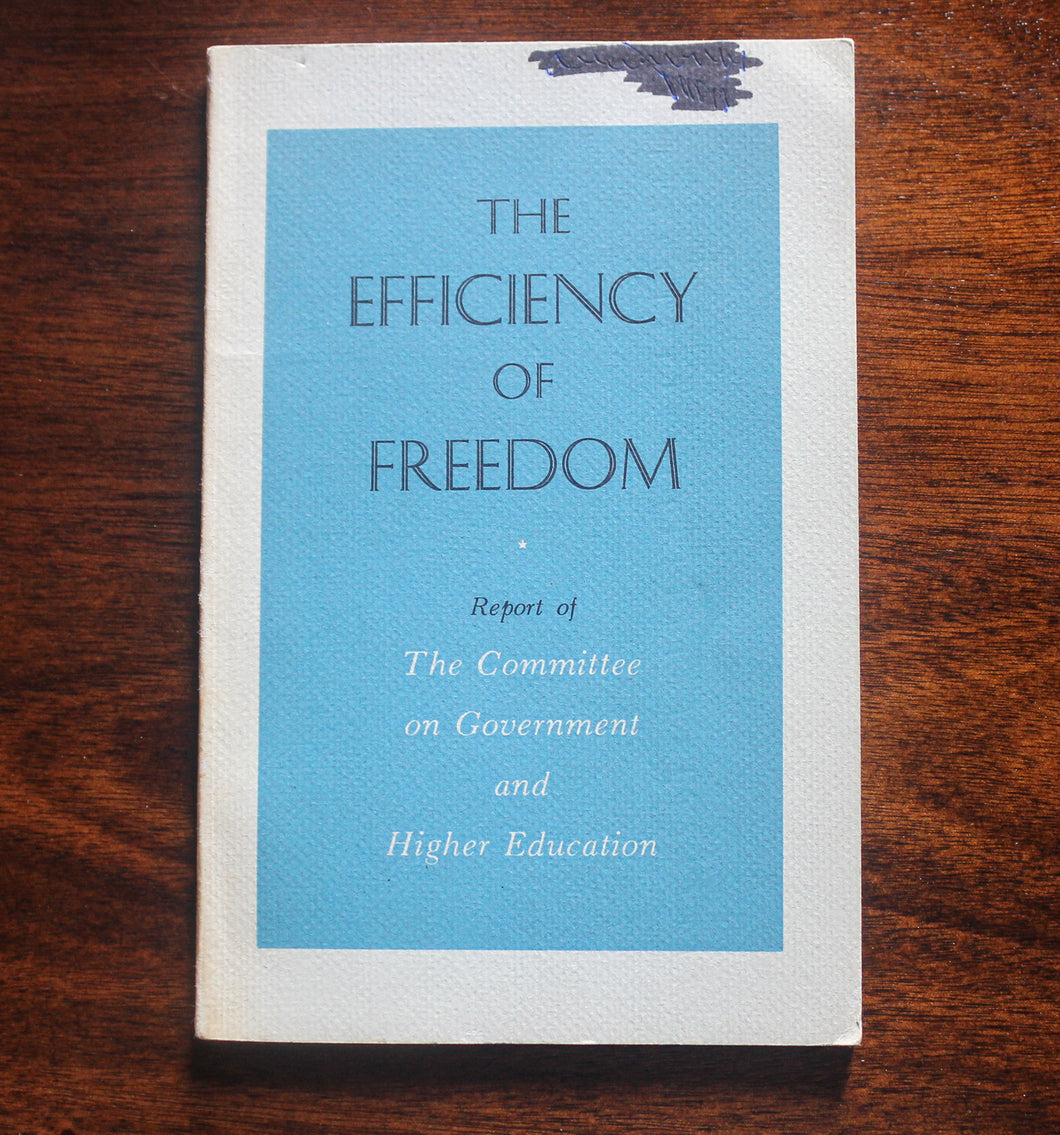 THE
EFFICIENCY
OF
FREEDOM
Report of
The Committee
on Government
and
Higher Education